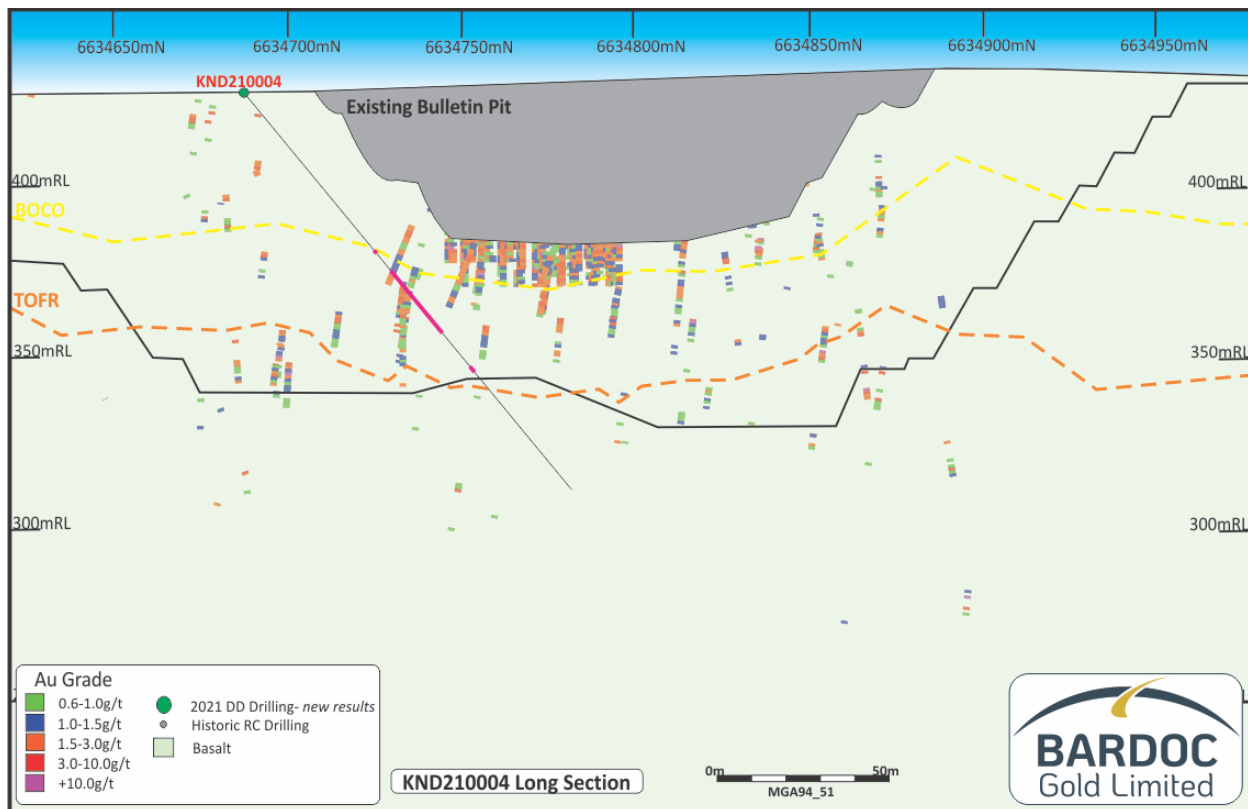 6634650mN
6634700mN
6634750mN
6634800mN
6634850mN
6634900mN
6634950mN
KND210004
Existing Bulletin Pit
400mRL
400mRL
BOCO
TOFR
350mRL
350mRL
300mRL
300mRL
Au Grade
0.6-1.0g/t
1.0-1.5g/t
1.5-3.0g/t
3.0-10.0g/t
+10.0g/t
2021 DD Drilling- new results
Historic RC Drilling
Basalt
KND210004 Long Section
0m
50m
MGA94_51
BARDOC
Gold Limited